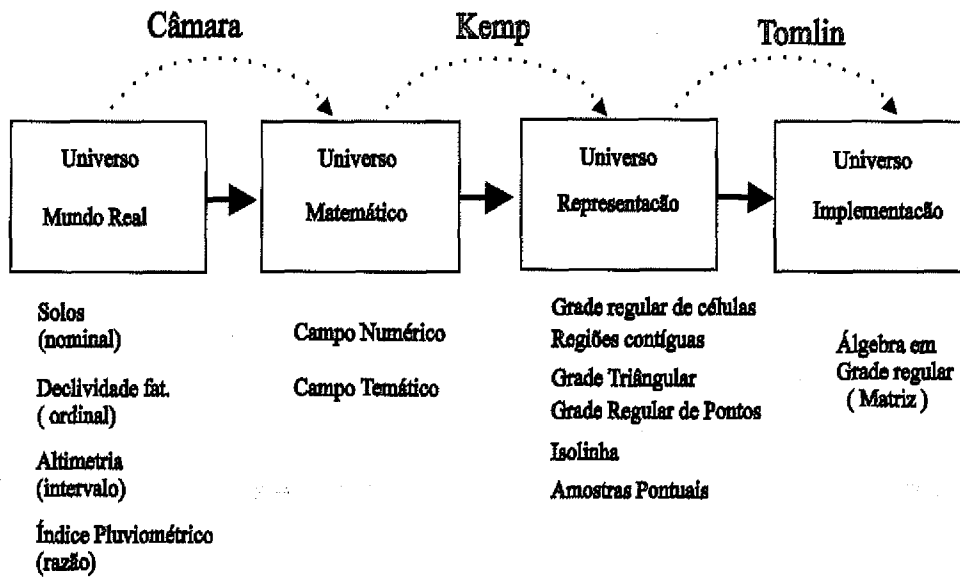 Câmara
Kemp
Tomlin
Universo
Mundo Real
Universo
Matemático
Universo
Representacão
Universo
Implementacão
Solos
(nominal)
Declividade fat.
( ordinal)
Altimetria
(intervalo)
Índice Pluviométrico
(razão)
Campo Numérico
Campo Temático
Grade regular de células
Regiões contíguas
Grade Triângular
Grade Regular de Pontos
Isolinha
Amostras Pontuais
Álgebra em
Grade regular
( Matriz )